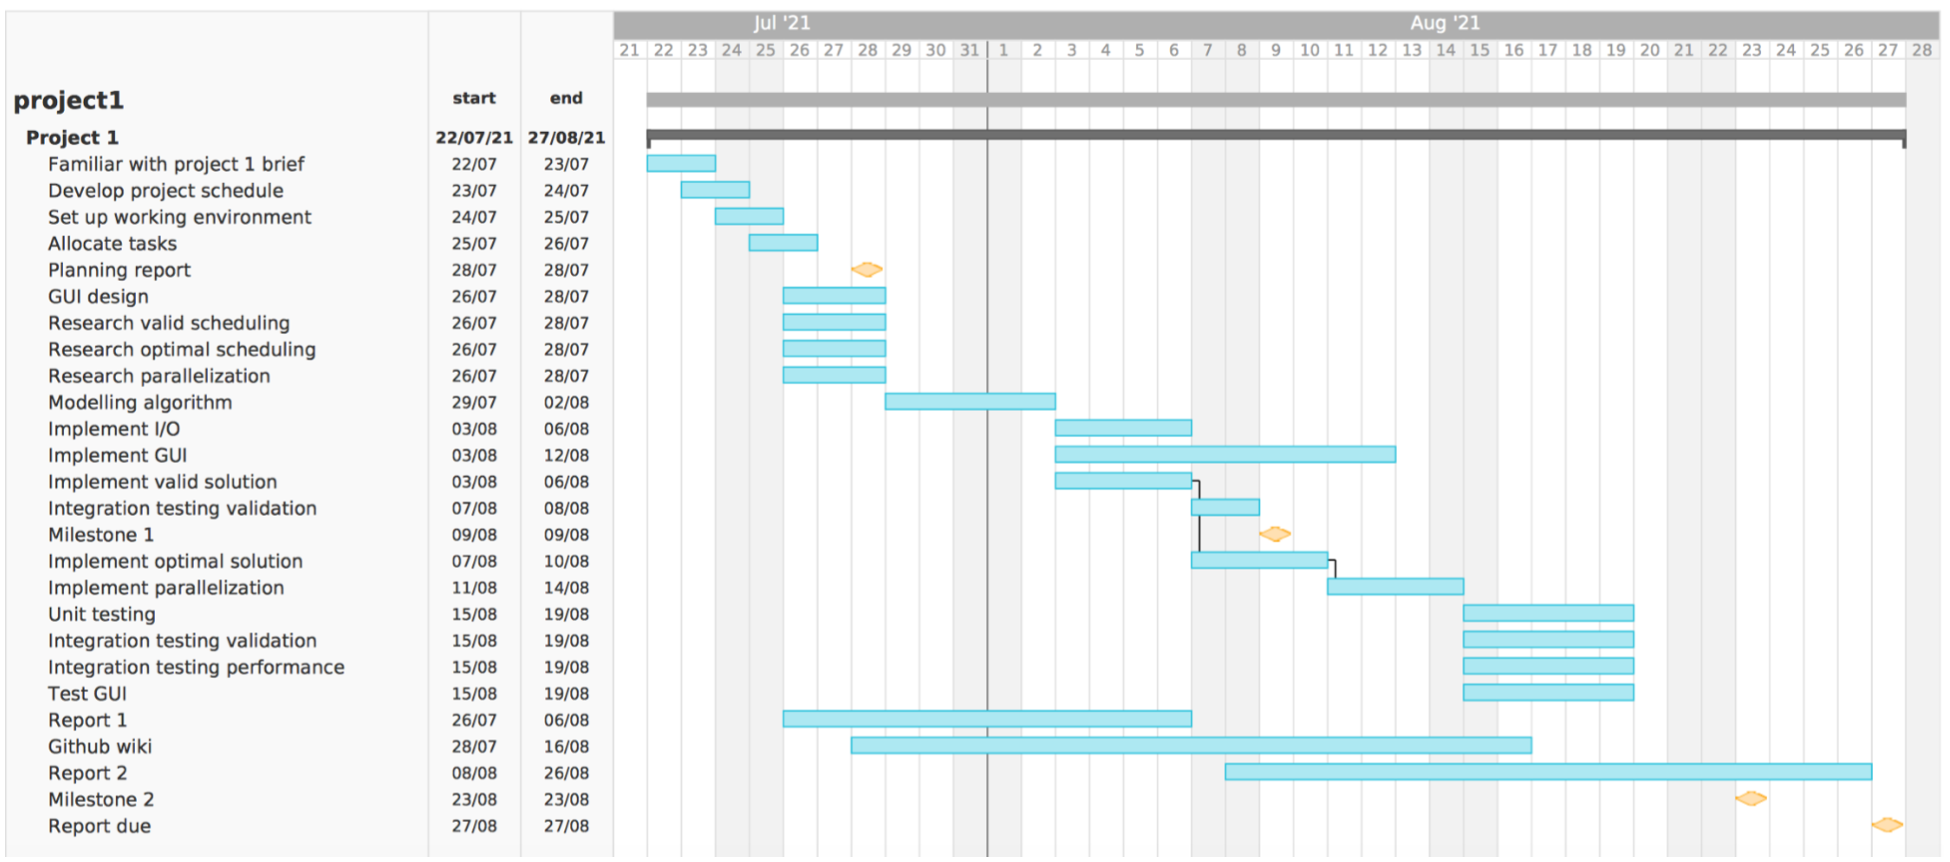 Jul '21 Aug '21
21 22 23 24 25 26 27 28 29 30 31 1 2 3 4 5 6 7 8 9 10 11 12 13 14 15 16 17 18 19 20 21 22 23 24 25 26 27 28
project1 start end
Project 1 22/07/21 27/08/21
Familiar with project 1 brief 22/07 23/07
Develop project schedule 23/07 24/07
Set up working environment 24/07 25/07
Allocate tasks 25/07 26/07
Planning report 28/07 28/07
GUI design 26/07 28/07
Research valid scheduling 26/07 28/07
Research optimal scheduling 26/07 28/07
Research parallelization 26/07 28/07
Modelling algorithm 29/07 02/08
Implement I/O 03/08 06/08
Implement GUI 03/08 12/08
Implement valid solution 03/08 06/08
Integration testing validation 07/08 08/08
Milestone 1 09/08 09/08
Implement optimal solution 07/08 10/08
Implement parallelization 11/08 14/08
Unit testing 15/08 19/08
Integration testing validation 15/08 19/08
Integration testing performance 15/08 19/08
Test GUI 15/08 19/08
Report 1 26/07 06/08
Github wiki 28/07 16/08
Report 2 08/08 26/08
Milestone 2 23/08 23/08
Report due 27/08 27/08